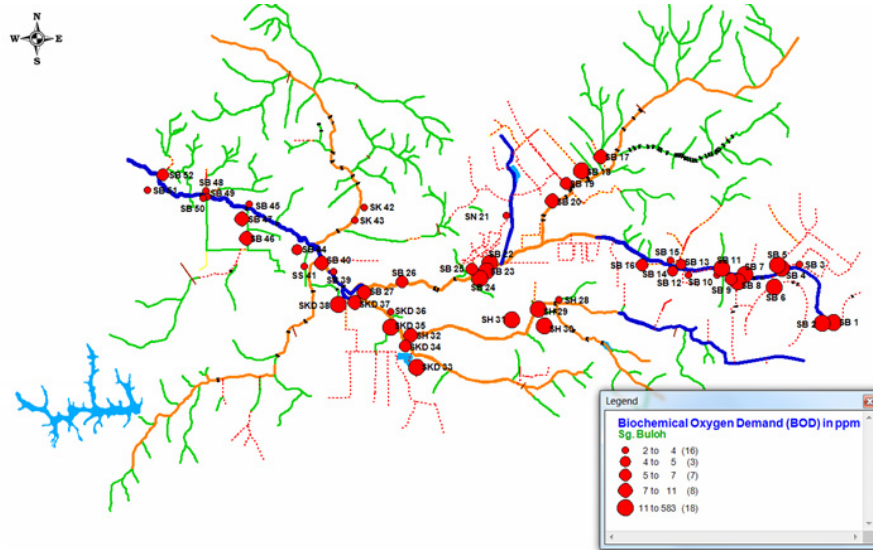 N
W E
S
SB 17
SB 18
SB 19
SB 20
SB 52
SB 51
SB 48
SB 49
SB 50
SB 45
SB 47
SB 46
SK 42
SK 43
SN 21
SB 44
SB 40
SS 41
SB 39
SB 22
SB 25
SB 23
SB 24
SB 26
SB 27
SKD 38
SKD 37
SKD 36
SKD 35
SH 32
SKD 34
SKD 33
SH 28
SH 29
SH 31
SH 30
SB 15
SB 16
SB 13
SB 14
SB 12
SB 10
SB 11
SB 7
SB 9
SB 8
SB 5
SB 4
SB 3
SB 6
SB 2
SB 1
Legend
Biochemical Oxygen Demand (BOD) in ppm
Sg. Buloh
2 to 4 (16)
4 to 5 (3)
5 to 7 (7)
7 to 11 (8)
11 to 583 (18)